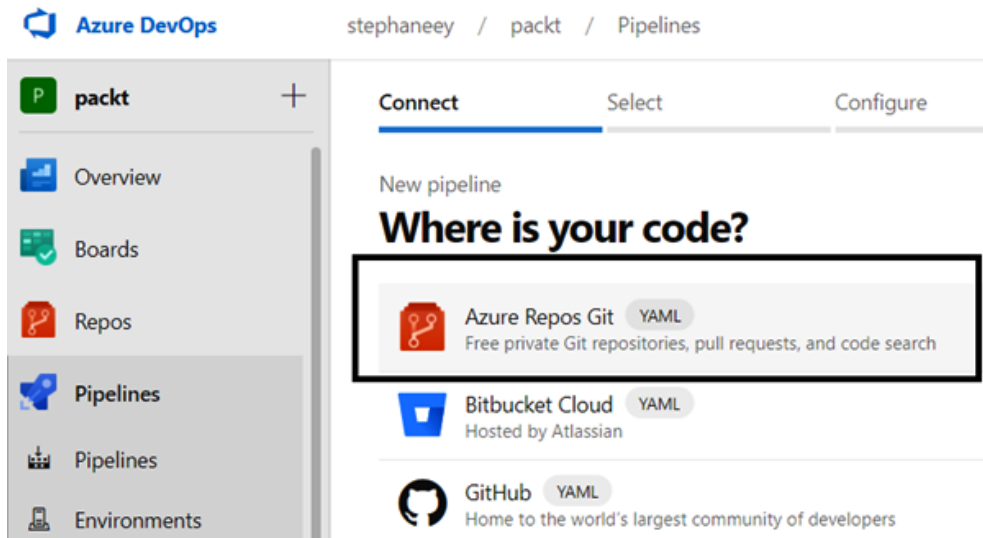 Azure DevOps
stephaneey / packt / Pipelines
P packt +
Connect Select Configure
Overview
New pipeline
Where is your code?
Boards
Repos
Azure Repos Git YAML
Free private Git repositories, pull requests, and code search
Pipelines
Bitbucket Cloud YAML
Hosted by Atlassian
Pipelines
GitHub YAML
Home to the world's largest community of developers
Environments